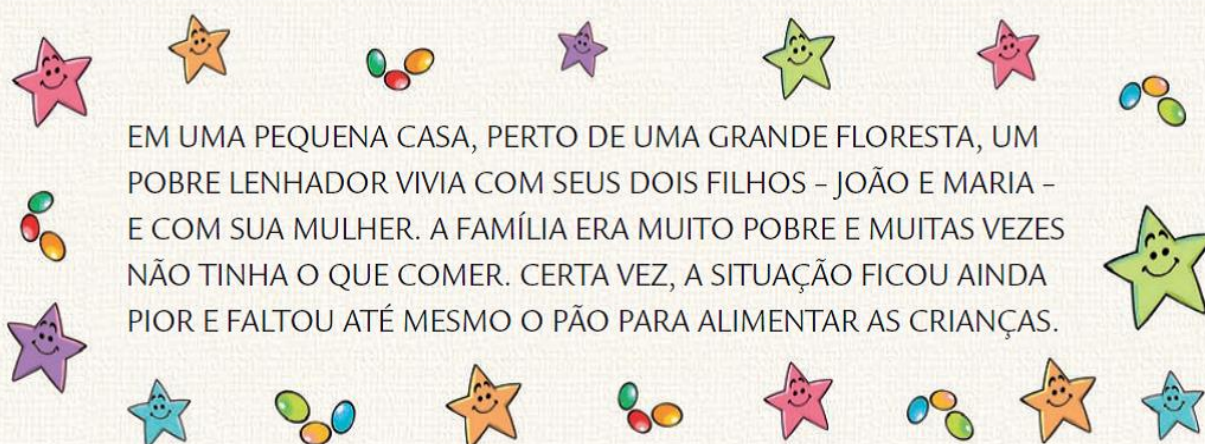 EM UMA PEQUENA CASA, PERTO DE UMA GRANDE FLORESTA, UM
POBRE LENHADOR VIVIA COM SEUS DOIS FILHOS – JOÃO E MARIA –
E COM SUA MULHER. A FAMÍLIA ERA MUITO POBRE E MUITAS VEZES
NÃO TINHA O QUE COMER. CERTA VEZ, A SITUAÇÃO FICOU AINDA
PIOR E FALTOU ATÉ MESMO O PÃO PARA ALIMENTAR AS CRIANÇAS.